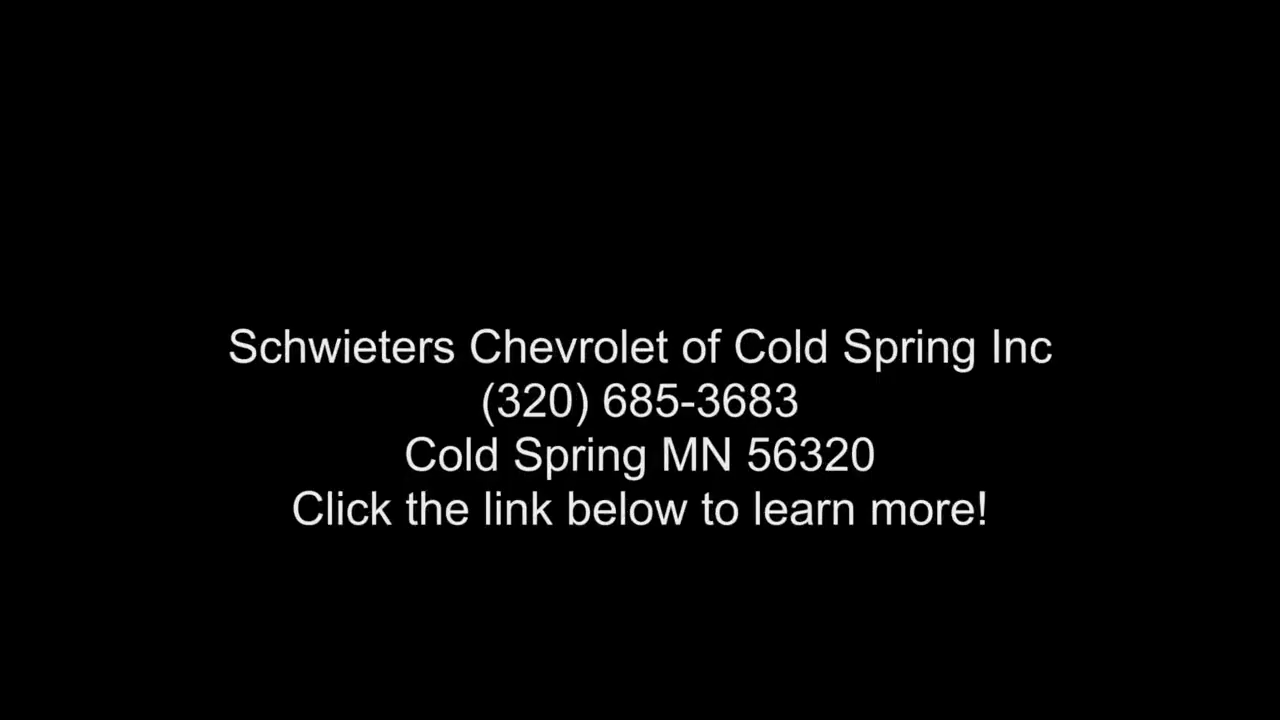 Schwieters Chevrolet of Cold Spring Inc
(320) 685-3683
Cold Spring MN 56320
Click the link below to learn more!